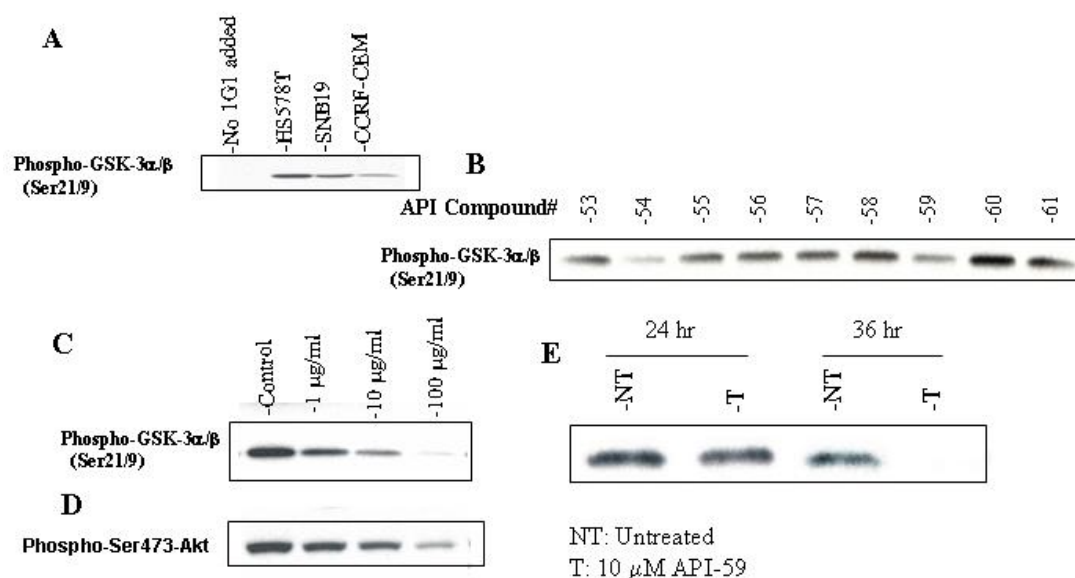 A
-No 1G1 added
-HS578T
-SNB19
-CCRF-CEM
Phospho-GSK-3α/β
(Ser21/9)
B
API Compound#
-53
-54
-55
-56
-57
-58
-59
-60
-61
Phospho-GSK-3α/β
(Ser21/9)
C
-Control
-1 μg/ml
-10 μg/ml
-100 μg/ml
Phospho-GSK-3α/β
(Ser21/9)
D
Phospho-Ser473-Akt
E
24 hr
36 hr
-NT
-T
-NT
-T
NT: Untreated
T: 10 μM API-59